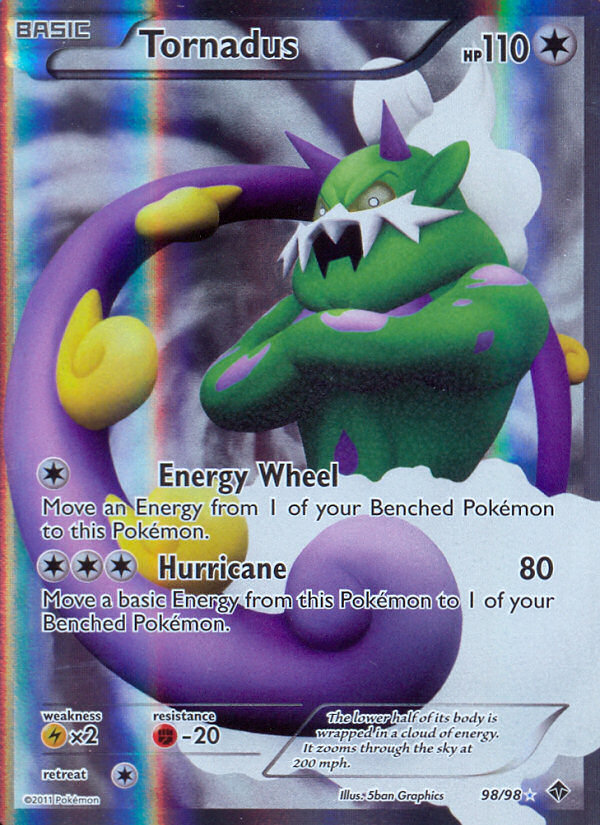 BASIC
Tornadus
HP110
Energy Wheel
Move an Energy from 1 of your Benched Pokémon
to this Pokémon.
Hurricane 80
Move a basic Energy from this Pokémon to 1 of your
Benched Pokémon.
weakness
×2
resistance
-20
retreat
The lower half of its body is
wrapped in a cloud of energy.
It zooms through the sky at
200 mph.
©2011 Pokémon
Illus. 5ban Graphics
98/98